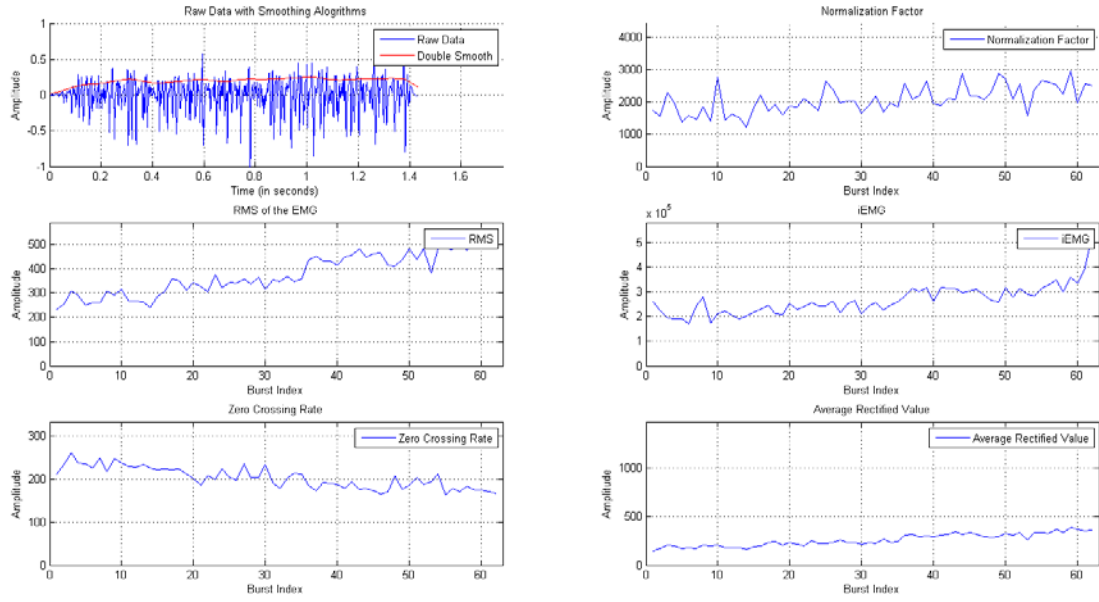 Raw Data with Smoothing Alogrithms
1
0.5
0
-0.5
-1
Amplitude
Raw Data
Double Smooth
0
0.2
0.4
0.6
0.8
1
1.2
1.4
1.6
Time (in seconds)
Normalization Factor
4000
3000
2000
1000
0
Amplitude
Normalization Factor
0
10
20
30
40
50
60
Burst Index
RMS of the EMG
500
400
300
200
100
0
Amplitude
RMS
0
10
20
30
40
50
60
Burst Index
iEMG
x 10^5
5
4
3
2
1
0
Amplitude
iEMG
0
10
20
30
40
50
60
Burst Index
Zero Crossing Rate
300
200
100
0
Amplitude
Zero Crossing Rate
0
10
20
30
40
50
60
Burst Index
Average Rectified Value
1000
500
0
Amplitude
Average Rectified Value
0
10
20
30
40
50
60
Burst Index